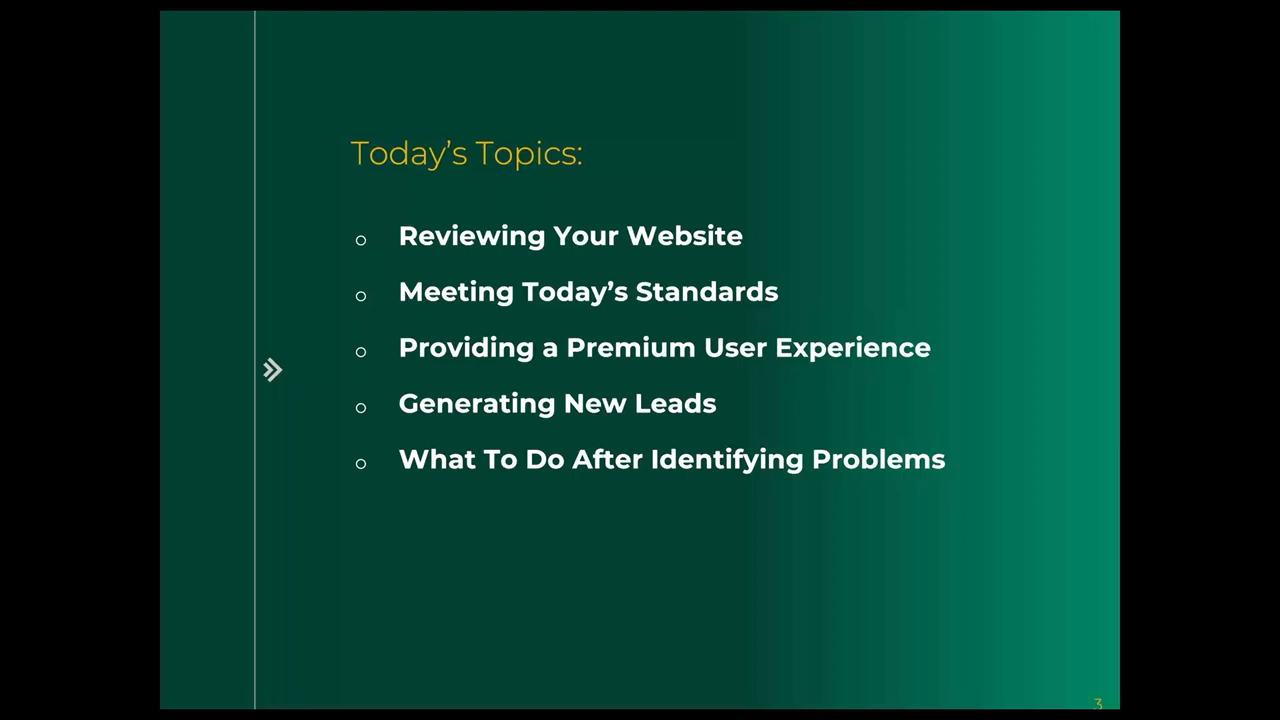 Today's Topics:
Reviewing Your Website
Meeting Today's Standards
Providing a Premium User Experience
Generating New Leads
What To Do After Identifying Problems
3